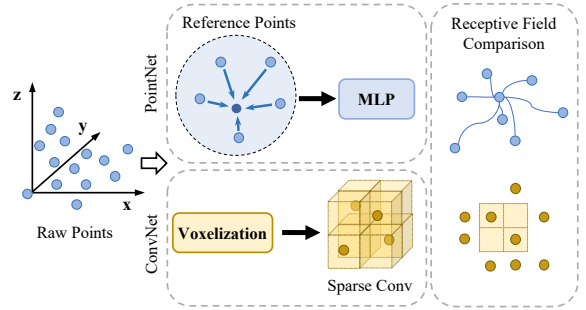 Reference Points
Receptive Field
Comparison
PointNet
MLP
z
y
x
Raw Points
ConvNet
Voxelization
Sparse Conv